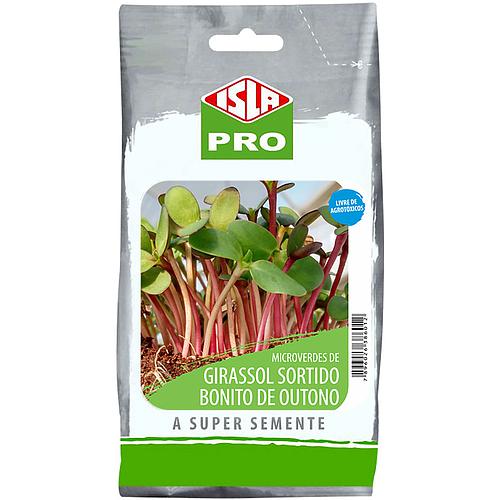 ISLA
PRO
LIVRE DE
AGROTÓXICOS
MICROVERDES DE
GIRASSOL SORTIDO
BONITO DE OUTONO
A SUPER SEMENTE